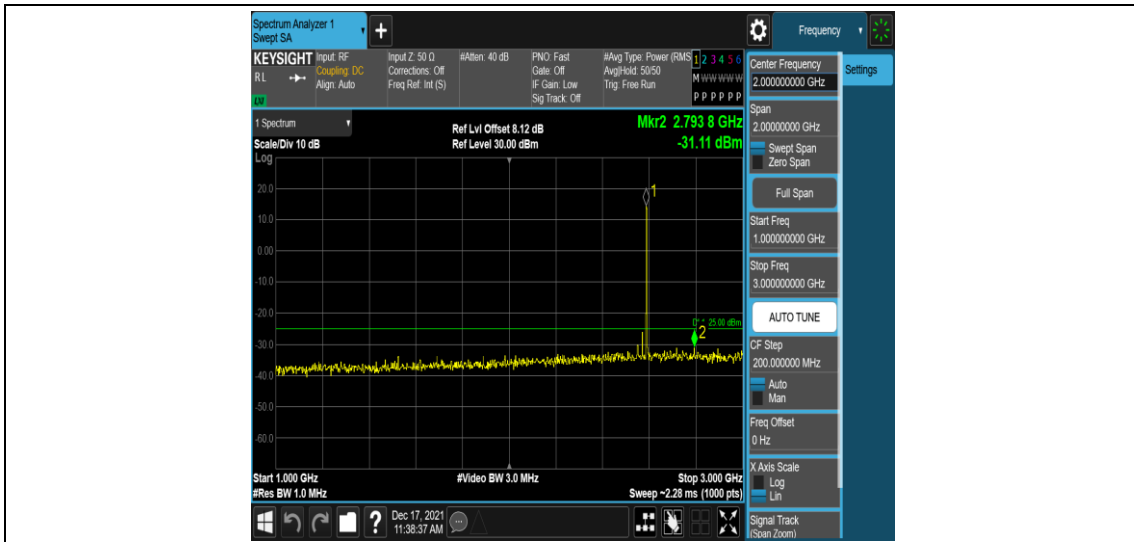 Spectrum Analyzer 1
Swept SA
+
Frequency
KEYSIGHT
RL
Input: RF
Coupling: DC
Align: Auto
Input Z: 50 Ω
Corrections: Off
Freq Ref: Int (S)
#Atten: 40 dB
PNO: Fast
Gate: Off
IF Gain: Low
Sig Track: Off
#Avg Type: Power (RMS
Avg|Hold: 50/50
Trig: Free Run
1 2 3 4 5 6
M W W W W W
P P P P P P
1 Spectrum
Scale/Div 10 dB
Ref Lvl Offset 8.12 dB
Ref Level 30.00 dBm
Mkr2 2.793 8 GHz
-31.11 dBm
Log
20.0
10.0
0.00
-10.0
-20.0
-30.0
-40.0
-50.0
-60.0
1
25.00 dBm
2
Start 1.000 GHz
#Res BW 1.0 MHz
#Video BW 3.0 MHz
Stop 3.000 GHz
Sweep ~2.28 ms (1000 pts)
Center Frequency
2.000000000 GHz
Span
2.00000000 GHz
Swept Span
Zero Span
Full Span
Start Freq
1.000000000 GHz
Stop Freq
3.000000000 GHz
AUTO TUNE
CF Step
200.000000 MHz
Auto
Man
Freq Offset
0 Hz
X Axis Scale
Log
Lin
Signal Track
(Span Zoom)
Settings
?
Dec 17, 2021
11:38:37 AM